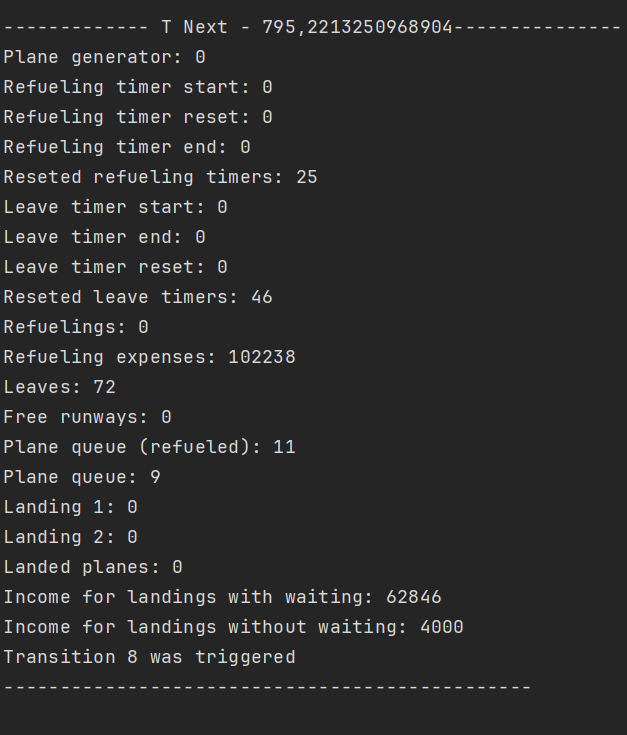 ------------- T Next - 795,2213250968904---------------
Plane generator: 0
Refueling timer start: 0
Refueling timer reset: 0
Refueling timer end: 0
Reseted refueling timers: 25
Leave timer start: 0
Leave timer end: 0
Leave timer reset: 0
Reseted leave timers: 46
Refuelings: 0
Refueling expenses: 102238
Leaves: 72
Free runways: 0
Plane queue (refueled): 11
Plane queue: 9
Landing 1: 0
Landing 2: 0
Landed planes: 0
Income for landings with waiting: 62846
Income for landings without waiting: 4000
Transition 8 was triggered
-----------------------------------------------